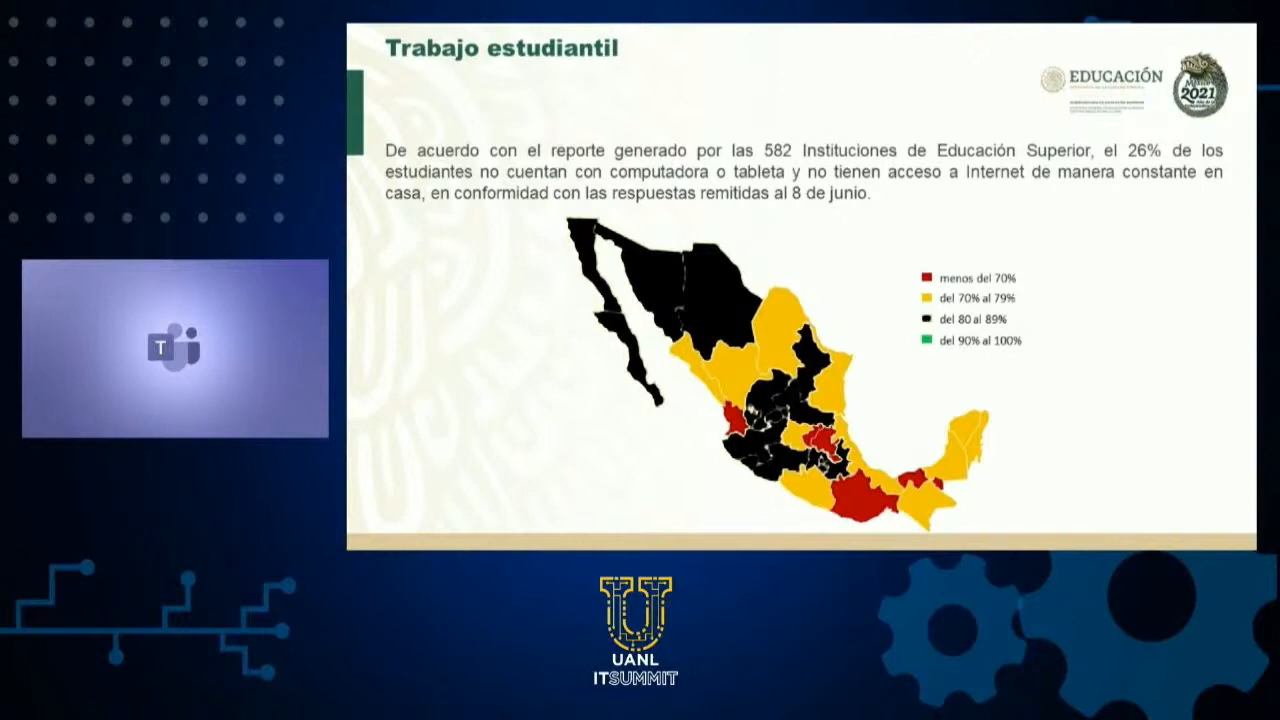 Trabajo estudiantil
EDUCACIÓN
México
2021
De acuerdo con el reporte generado por las 582 Instituciones de Educación Superior, el 26% de los
estudiantes no cuentan con computadora o tableta y no tienen acceso a Internet de manera constante en
casa, en conformidad con las respuestas remitidas al 8 de junio.
menos del 70%
del 70% al 79%
del 80 al 89%
del 90% al 100%
T
UANL
ITSUMMIT